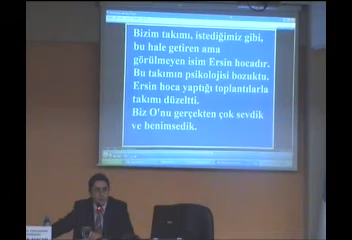 Bizim takımı, istediğimiz gibi,
bu hale getiren ama
görülmeyen isim Ersin hocadır.
Bu takımın psikolojisi bozuktu.
Ersin hoca yaptığı toplantılarla
takımı düzeltti.
Biz O'nu gerçekten çok sevdik
ve benimsedik.